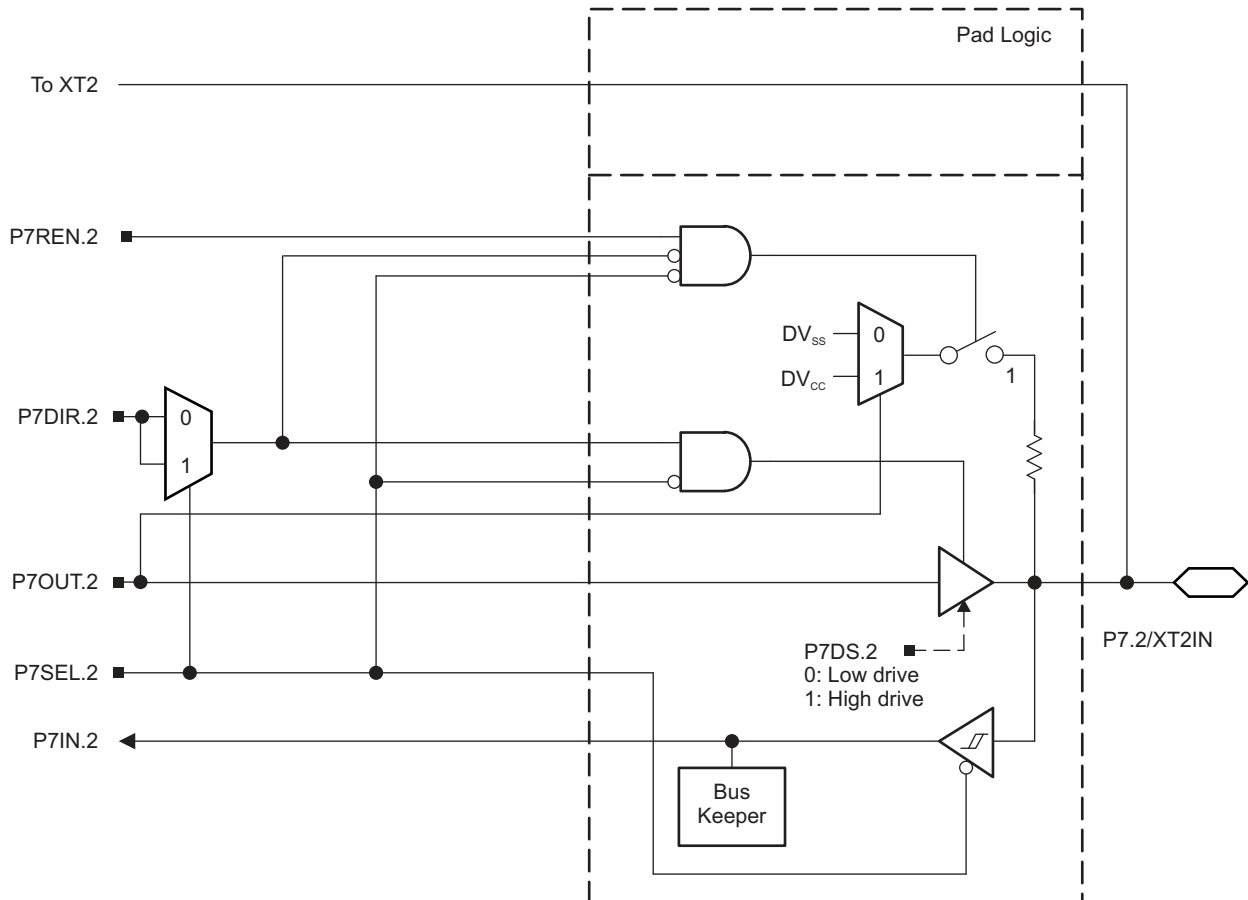 Pad Logic
To XT2
P7REN.2
DVSS
0
DVCC
1
1
P7DIR.2
0
1
P7OUT.2
P7SEL.2
P7DS.2
0: Low drive
1: High drive
P7.2/XT2IN
P7IN.2
Bus
Keeper